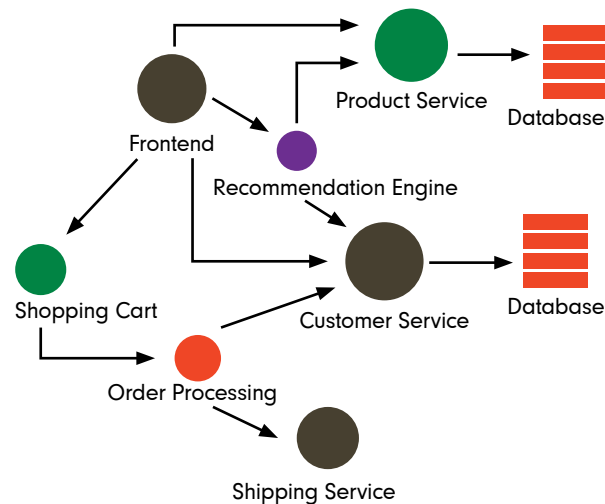 Product Service
Database
Frontend
Recommendation Engine
Shopping Cart
Customer Service
Database
Order Processing
Shipping Service